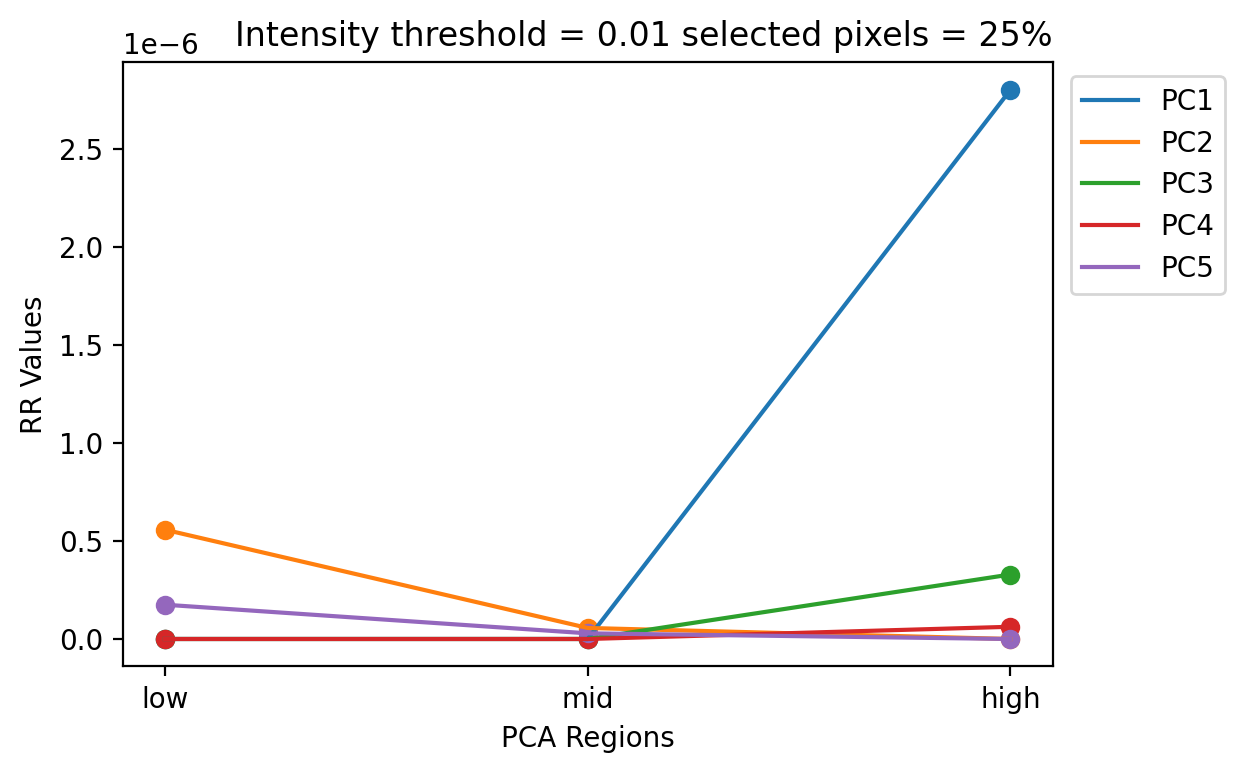 Intensity threshold = 0.01 selected pixels = 25%
1e−6
2.5
2.0
1.5
1.0
0.5
0.0
RR Values
low
mid
high
PCA Regions
PC1
PC2
PC3
PC4
PC5